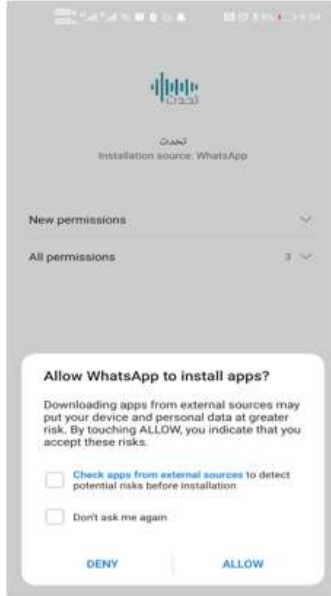 تحدث
تحدث
Installation source: WhatsApp
New permissions
All permissions 3
Allow WhatsApp to install apps?
Downloading apps from external sources may
put your device and personal data at greater
risk. By touching ALLOW, you indicate that you
accept these risks.
Check apps from external sources to detect
potential risks before installation
Don't ask me again
DENY ALLOW